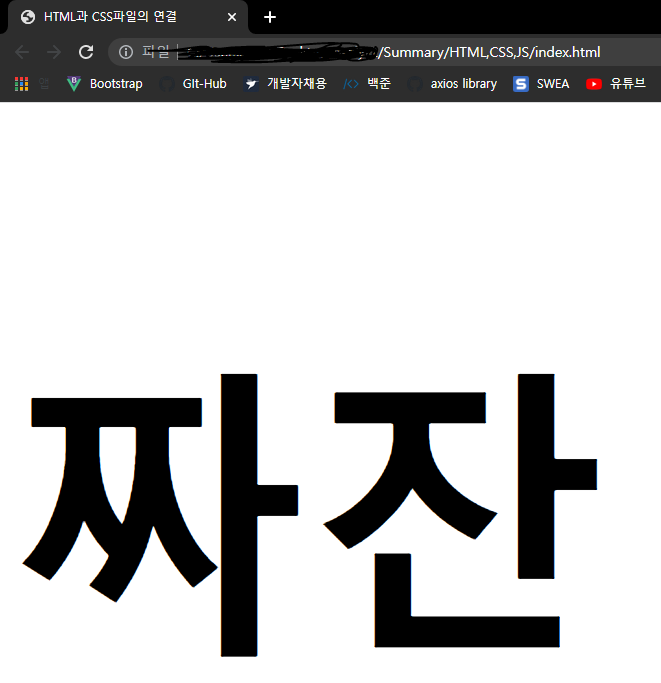 HTML과 CSS파일의 연결
파일 /Summary/HTML,CSS,JS/index.html
Bootstrap GIt-Hub 개발자채용 백준 axios library SWEA 유튜브
짜잔